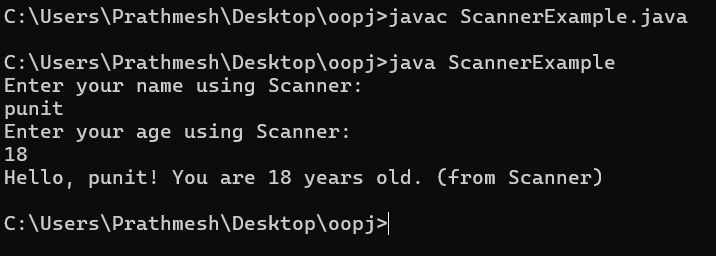 C:\Users\Prathmesh\Desktop\oopj>javac ScannerExample.java
C:\Users\Prathmesh\Desktop\oopj>java ScannerExample
Enter your name using Scanner:
punit
Enter your age using Scanner:
18
Hello, punit! You are 18 years old. (from Scanner)
C:\Users\Prathmesh\Desktop\oopj>